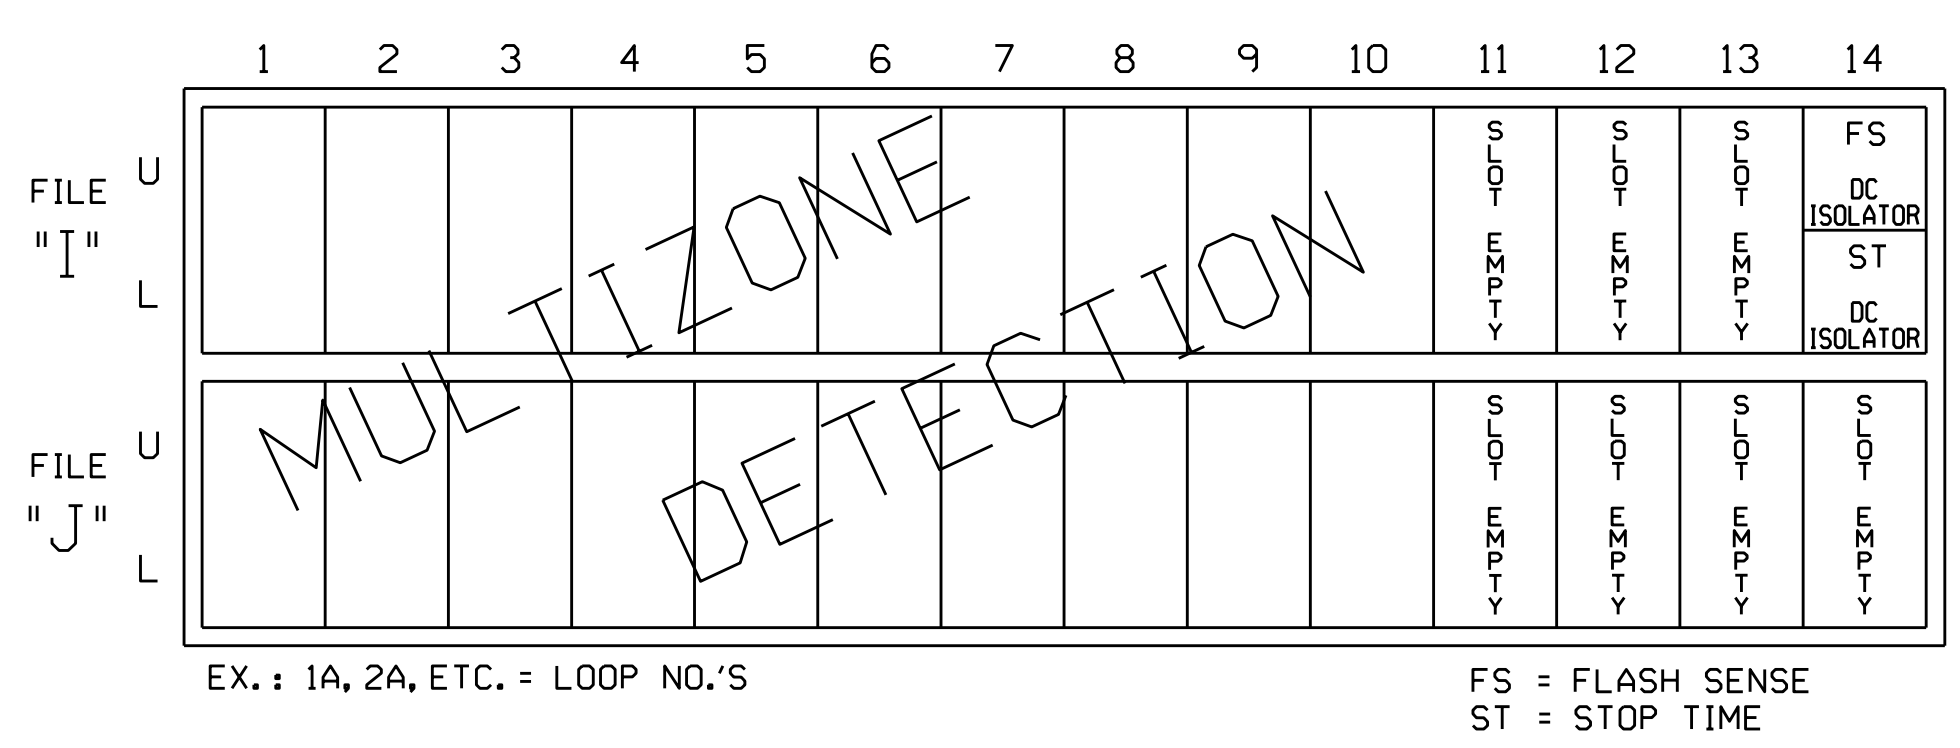 1 2 3 4 5 6 7 8 9 10 11 12 13 14
FILE "I"
U
L
MULTIZONE
DETECTION
SLOT EMPTY
SLOT EMPTY
SLOT EMPTY
FS
DC
ISOLATOR
ST
DC
ISOLATOR
FILE "J"
U
L
SLOT EMPTY
SLOT EMPTY
SLOT EMPTY
SLOT EMPTY
EX.: 1A, 2A, ETC. = LOOP NO.'S
FS = FLASH SENSE
ST = STOP TIME